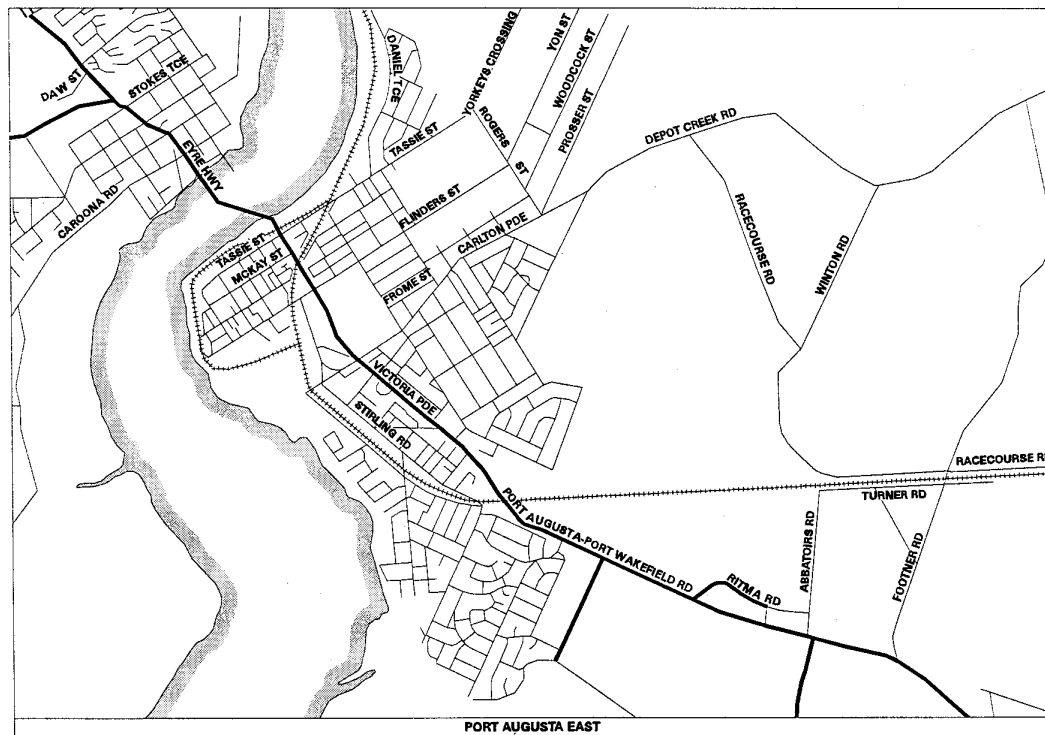 DAW ST
STOKES TCE
EYRE HWY
CAROONA RD
DANIEL TCE
TASSIE ST
YORKEYS CROSSING
YON ST
WOODCOCK ST
PROSSER ST
ROGERS ST
FLINDERS ST
CARLTON PDE
FROME ST
TASSIE ST
MCKAY ST
DEPOT CREEK RD
RACECOURSE RD
WINTON RD
VICTORIA PDE
STIRLING RD
PORT AUGUSTA-PORT WAKEFIELD RD
RACECOURSE R
TURNER RD
ABBATOIRS RD
RITMA RD
FOOTNER RD
PORT AUGUSTA EAST